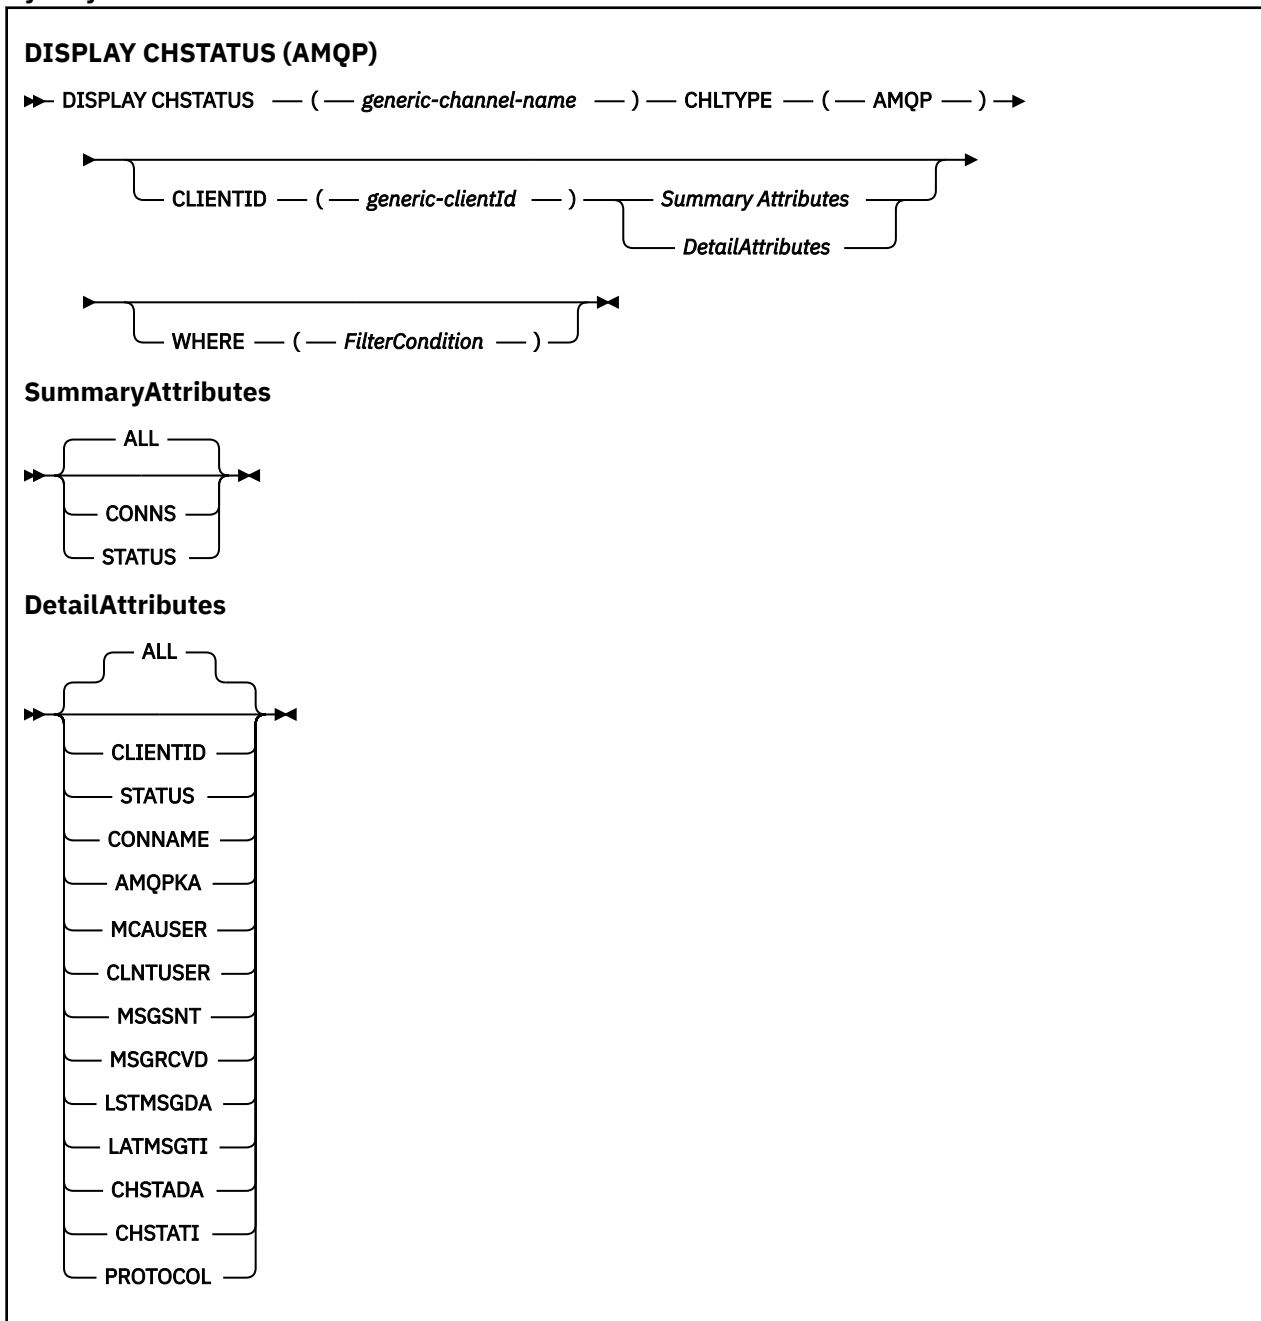 DISPLAY CHSTATUS (AMQP)
DISPLAY CHSTATUS ( generic-channel-name ) CHLTYPE ( AMQP )
CLIENTID ( generic-clientId ) Summary Attributes
DetailAttributes
WHERE ( FilterCondition )
SummaryAttributes
ALL
CONNS
STATUS
DetailAttributes
ALL
CLIENTID
STATUS
CONNAME
AMQPKA
MCAUSER
CLNTUSER
MSGSNT
MSGRCVD
LSTMSGDA
LATMSGTI
CHSTADA
CHSTATI
PROTOCOL